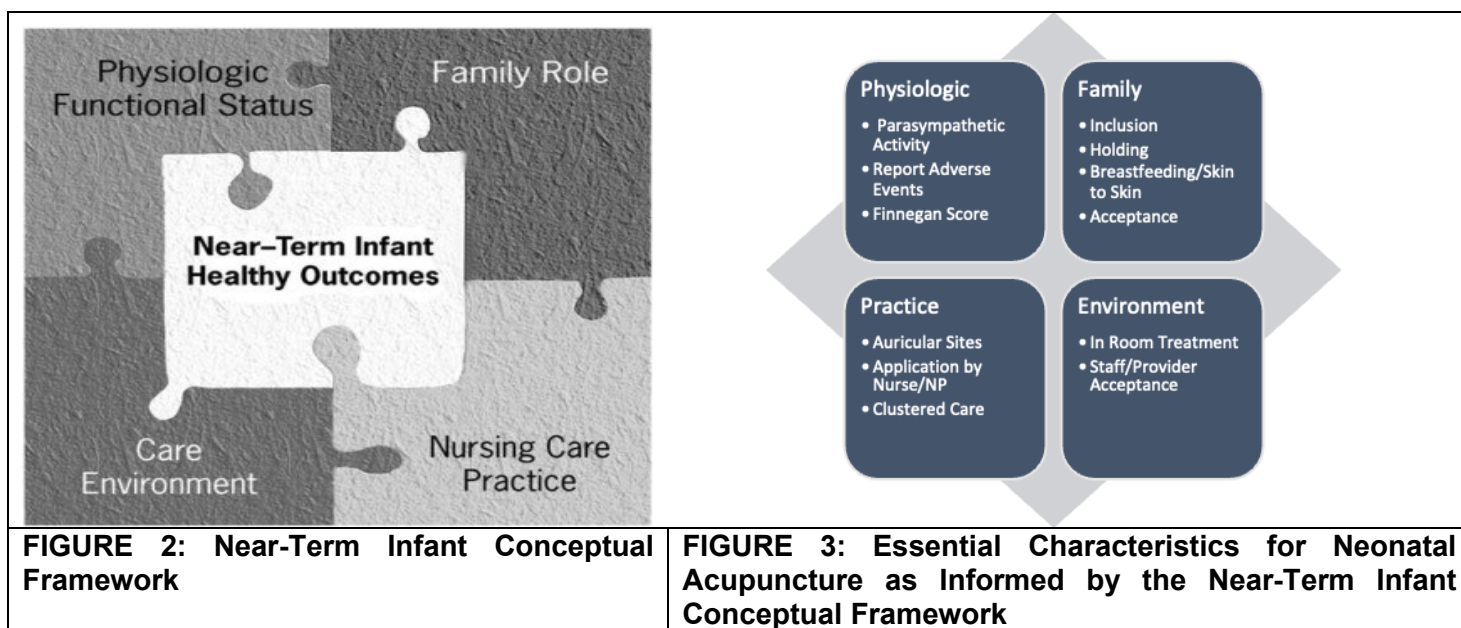 Physiologic
Functional Status
Family Role
Near–Term Infant
Healthy Outcomes
Care
Environment
Nursing Care
Practice
Physiologic
• Parasympathetic
Activity
• Report Adverse
Events
• Finnegan Score
Family
• Inclusion
• Holding
• Breastfeeding/Skin
to Skin
• Acceptance
Practice
• Auricular Sites
• Application by
Nurse/NP
• Clustered Care
Environment
• In Room Treatment
• Staff/Provider
Acceptance
FIGURE 2: Near-Term Infant Conceptual
Framework
FIGURE 3: Essential Characteristics for Neonatal
Acupuncture as Informed by the Near-Term Infant
Conceptual Framework